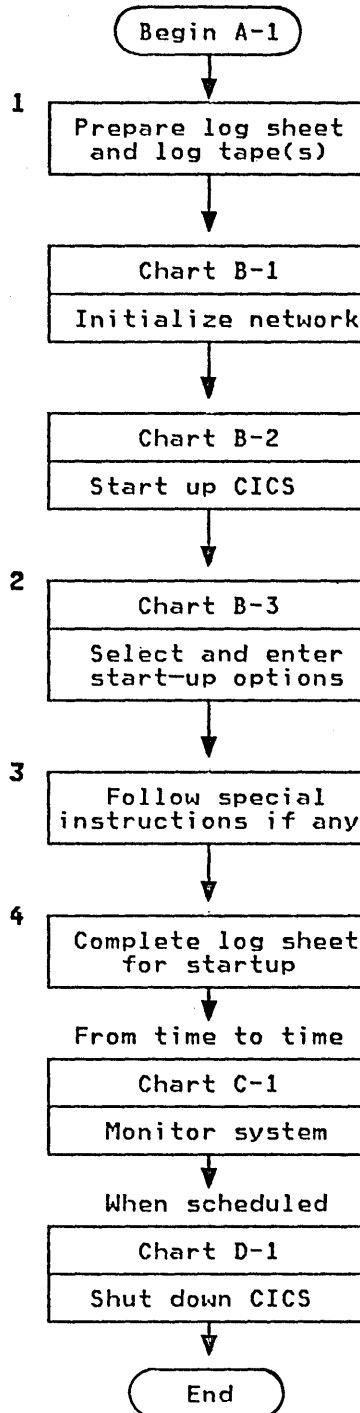 Begin A-1
1
Prepare log sheet
and log tape(s)
Chart B-1
Initialize network
Chart B-2
Start up CICS
2
Chart B-3
Select and enter
start-up options
3
Follow special
instructions if any
4
Complete log sheet
for startup
From time to time
Chart C-1
Monitor system
When scheduled
Chart D-1
Shut down CICS
End